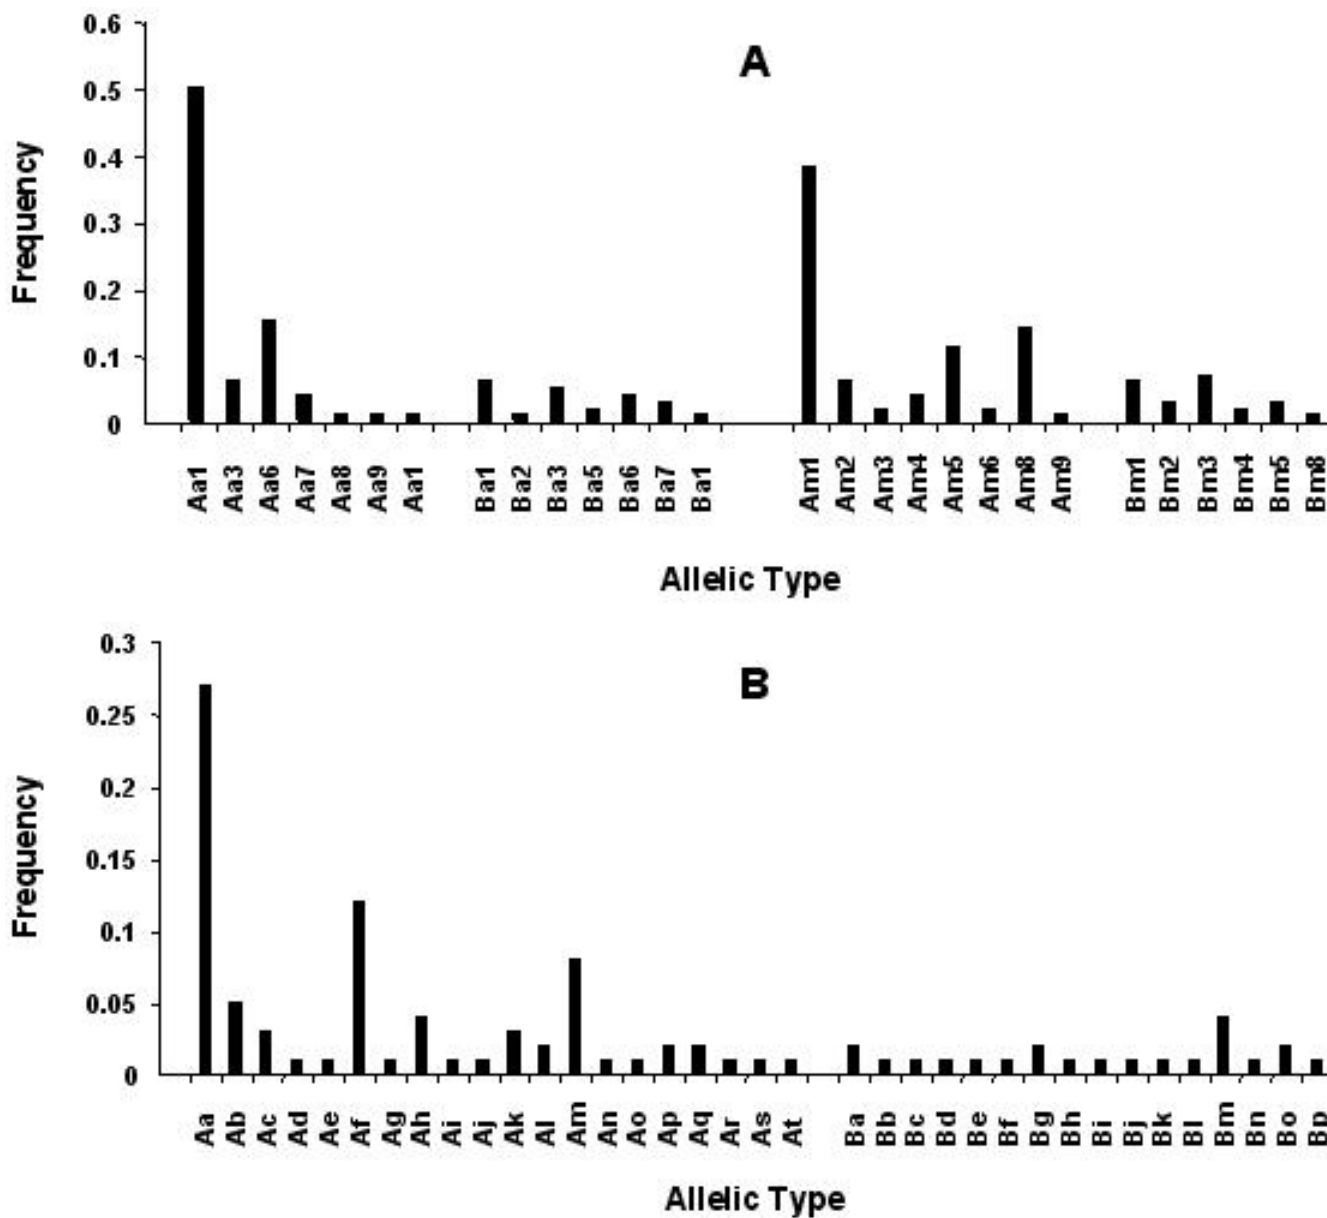 A
Frequency
0.6
0.5
0.4
0.3
0.2
0.1
0
Aa1 Aa3 Aa6 Aa7 Aa8 Aa9 Aa1 Ba1 Ba2 Ba3 Ba5 Ba6 Ba7 Ba1 Am1 Am2 Am3 Am4 Am5 Am6 Am8 Am9 Bm1 Bm2 Bm3 Bm4 Bm5 Bm8
Allelic Type
B
Frequency
0.3
0.25
0.2
0.15
0.1
0.05
0
Aa Ab Ac Ad Ae Af Ag Ah Ai Aj Ak Al Am An Ao Ap Aq Ar As At Ba Bb Bc Bd Be Bf Bg Bh Bi Bj Bk Bl Bm Bn Bo Bp
Allelic Type